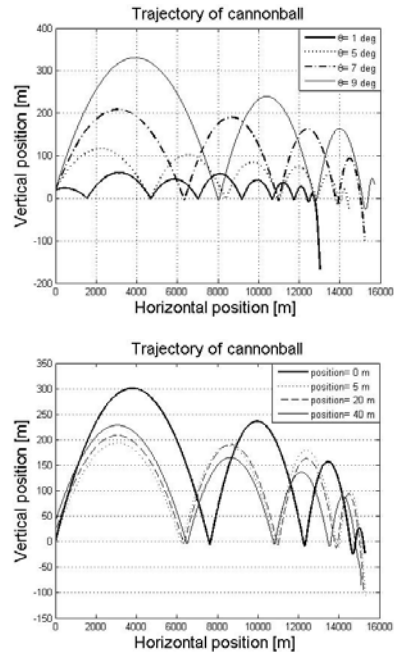 Trajectory of cannonball
400
300
200
100
0
-100
-200
Vertical position [m]
0 2000 4000 6000 8000 10000 12000 14000 16000
Horizontal position [m]
θ= 1 deg
θ= 5 deg
θ= 7 deg
θ= 9 deg
Trajectory of cannonball
350
300
250
200
150
100
50
0
-50
-100
-150
Vertical position [m]
0 2000 4000 6000 8000 10000 12000 14000 16000
Horizontal position [m]
position= 0 m
position= 5 m
position= 20 m
position= 40 m